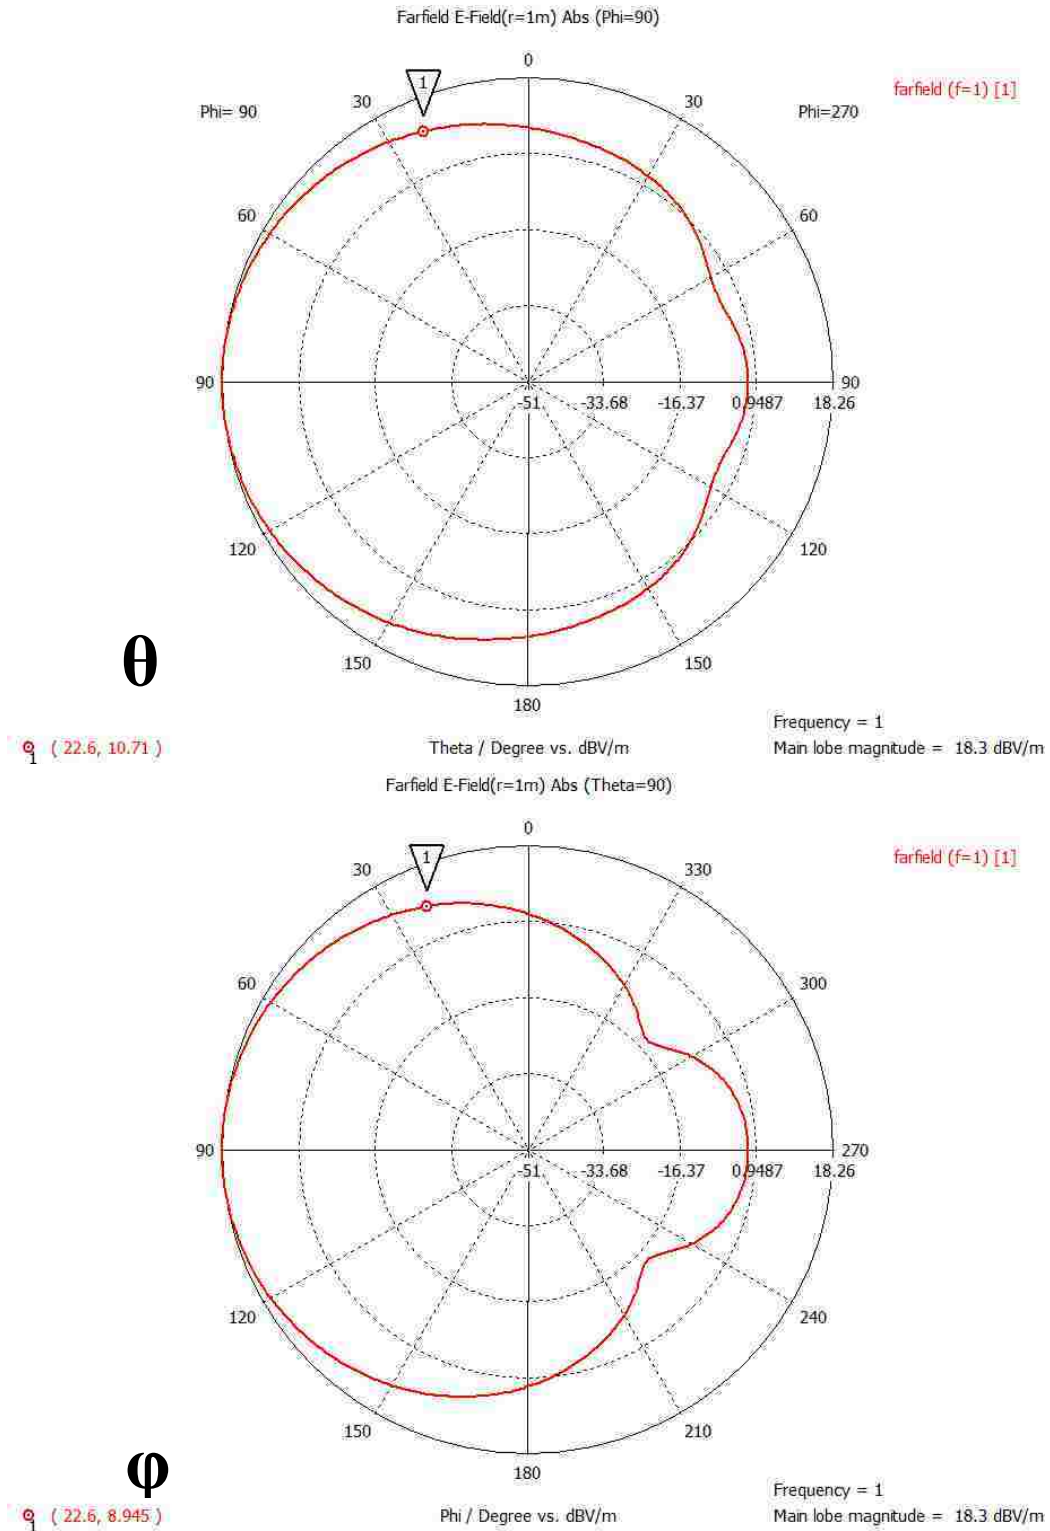 Farfield E-Field(r=1m) Abs (Phi=90)
0
1
farfield (f=1) [1]
Phi= 90
30
30
Phi=270
60
60
90
90
-51.
-33.68
-16.37
0.9487
18.26
120
120
θ
150
150
180
Frequency = 1
1 ( 22.6, 10.71 )
Theta / Degree vs. dBV/m
Main lobe magnitude = 18.3 dBV/m
Farfield E-Field(r=1m) Abs (Theta=90)
0
1
farfield (f=1) [1]
30
330
60
300
90
270
-51.
-33.68
-16.37
0.9487
18.26
120
240
150
210
φ
180
Frequency = 1
1 ( 22.6, 8.945 )
Phi / Degree vs. dBV/m
Main lobe magnitude = 18.3 dBV/m